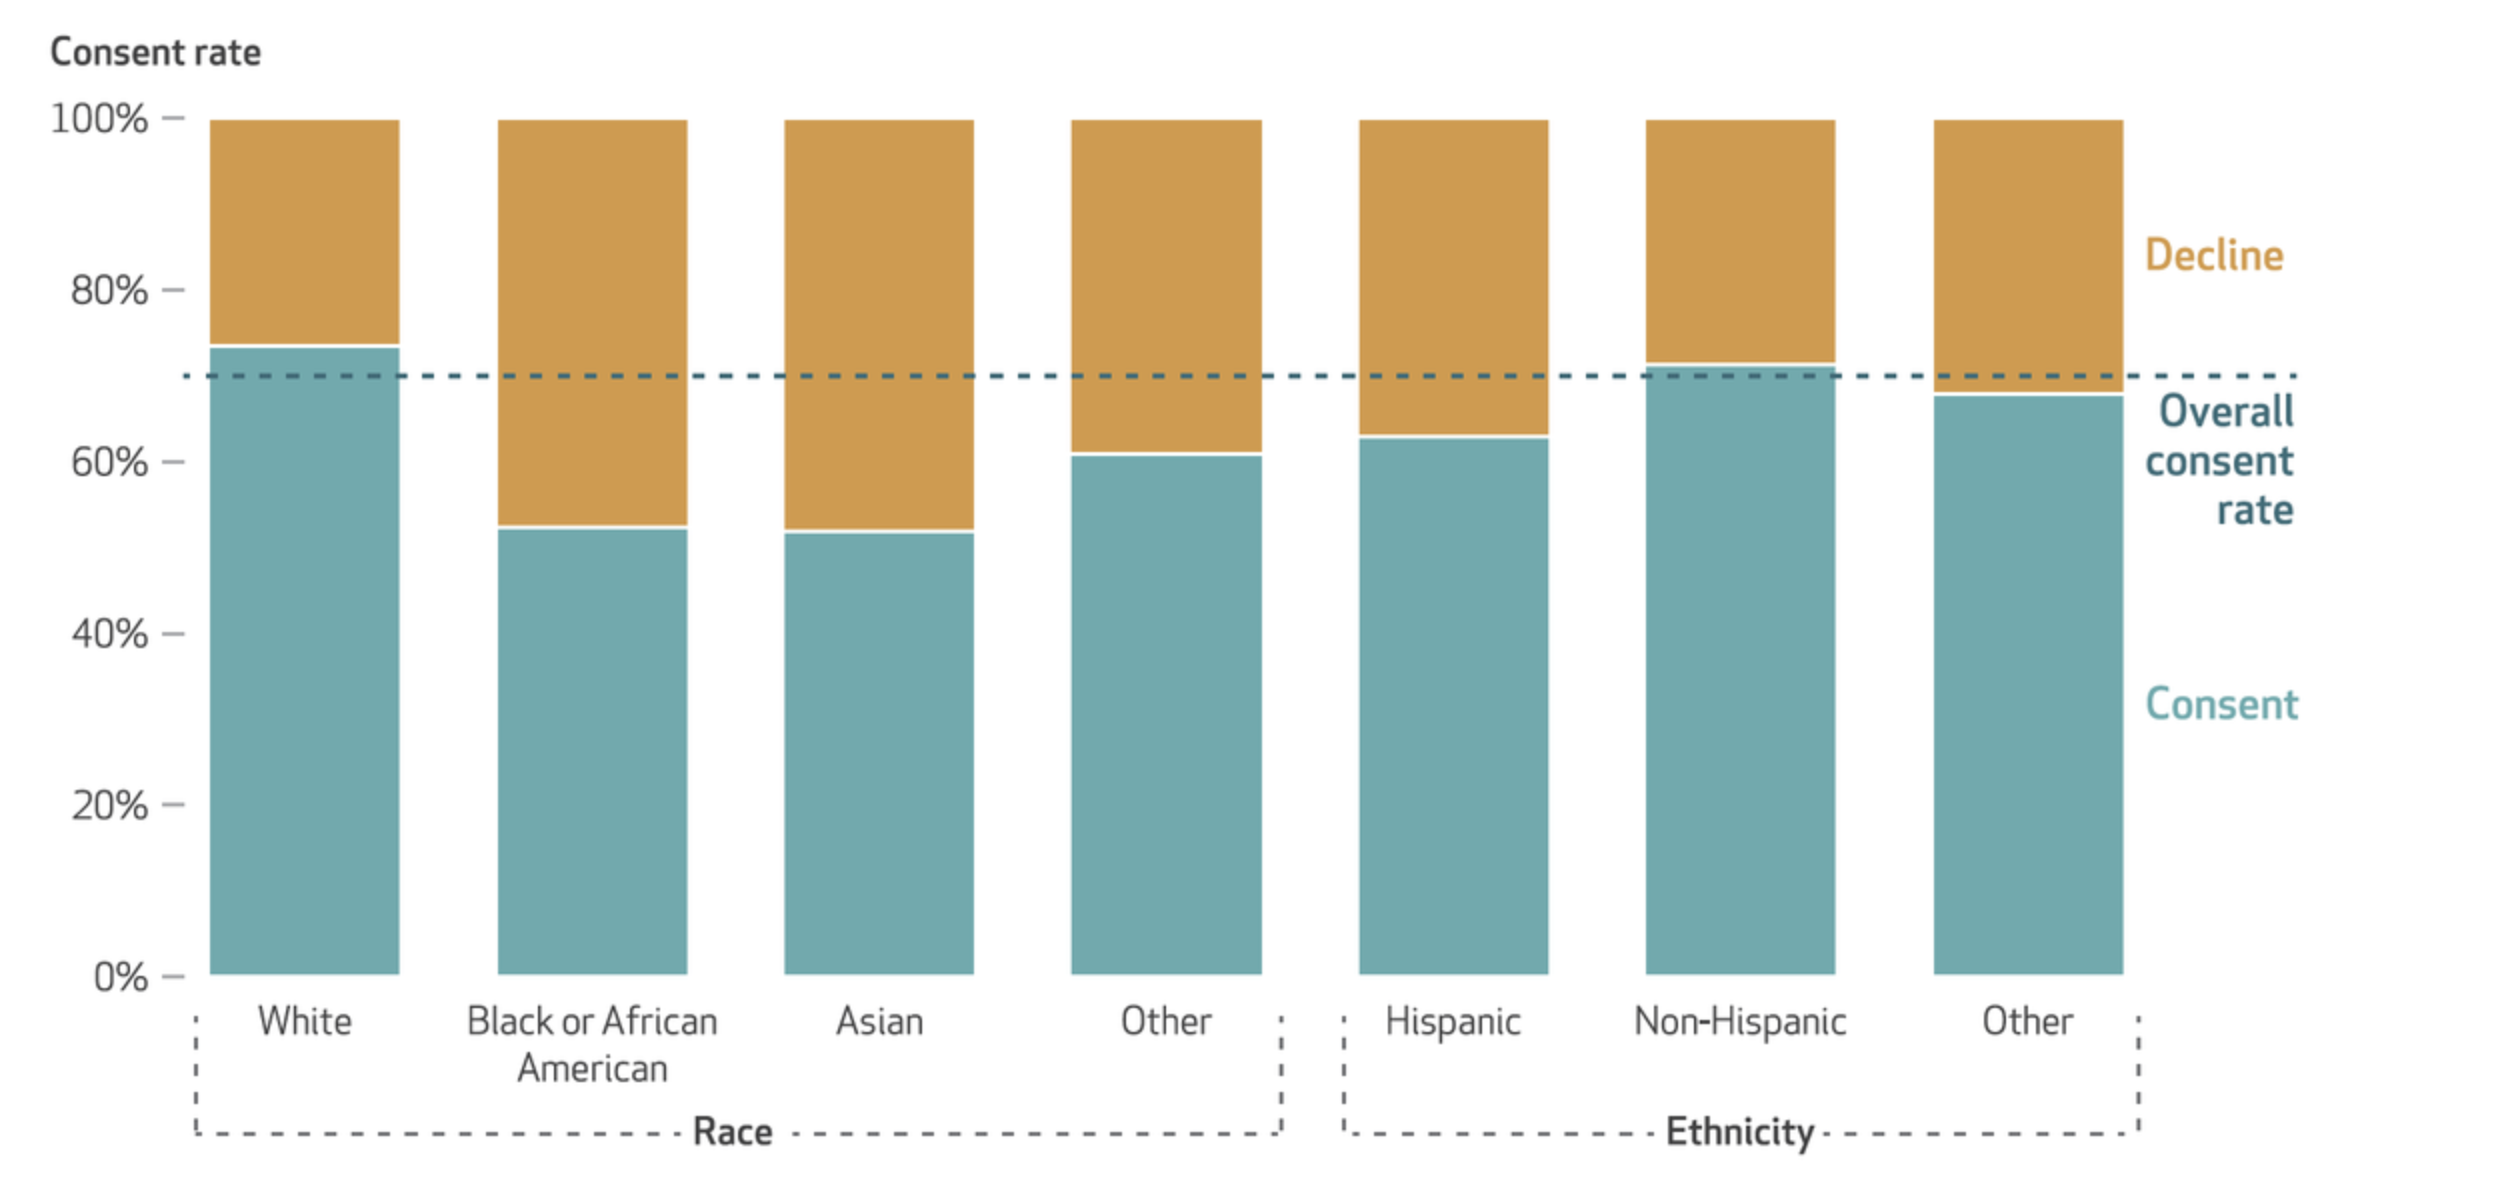 Consent rate
100%
80%
60%
40%
20%
0%
Decline
Overall
consent
rate
Consent
White
Black or African
American
Asian
Other
Hispanic
Non-Hispanic
Other
Race
Ethnicity